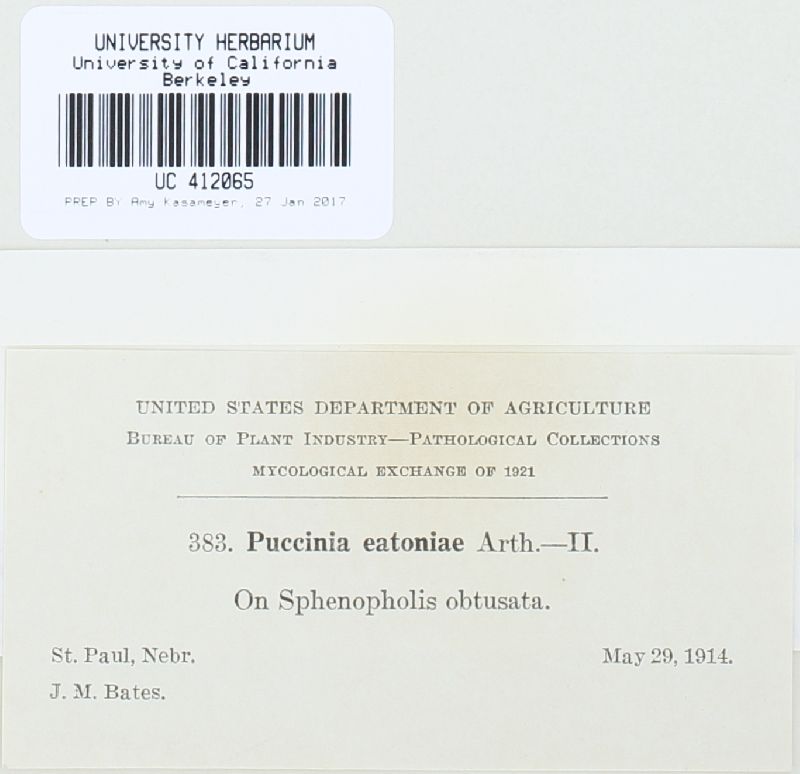 UNIVERSITY HERBARIUM
University of California
Berkeley
UC 412065
PREP BY Amy Kasameyer, 27 Jan 2017
UNITED STATES DEPARTMENT OF AGRICULTURE
BUREAU OF PLANT INDUSTRY—PATHOLOGICAL COLLECTIONS
MYCOLOGICAL EXCHANGE OF 1921
383. Puccinia eatoniae Arth.—II.
On Sphenopholis obtusata.
St. Paul, Nebr. May 29, 1914.
J. M. Bates.